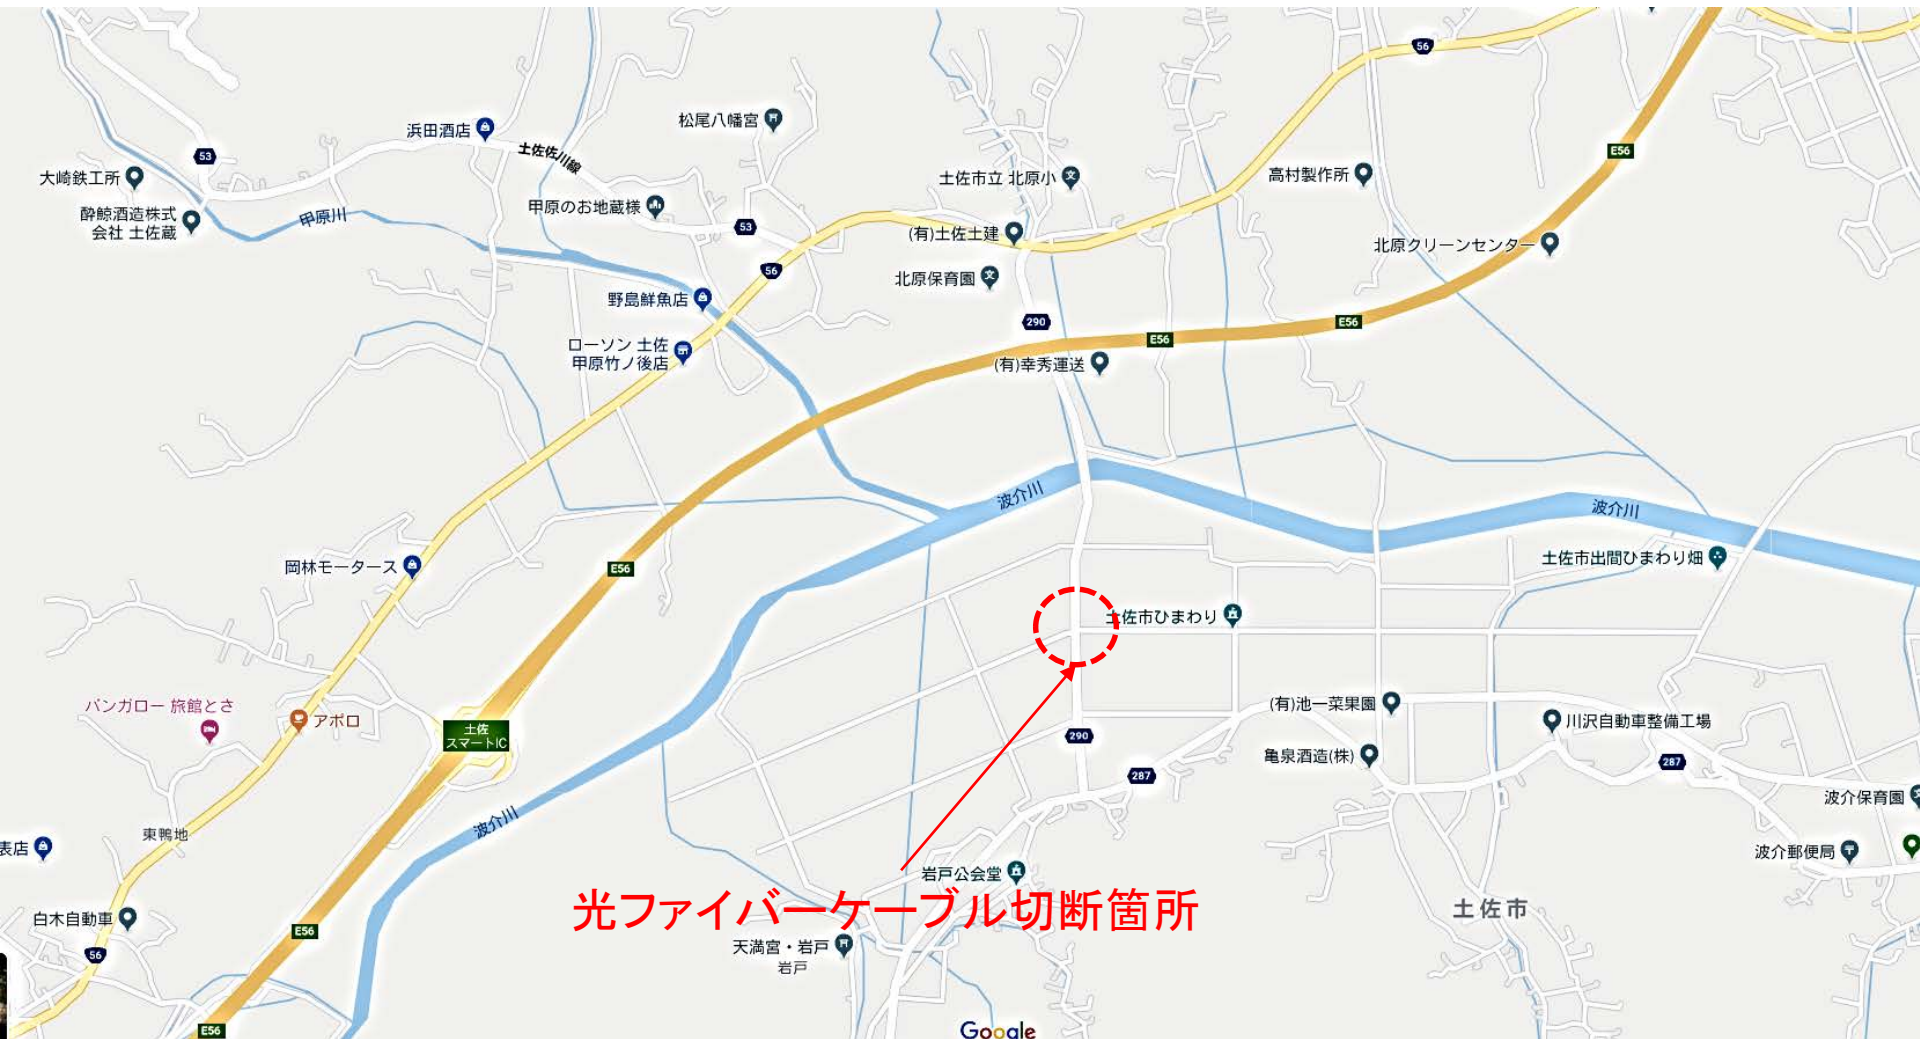 56
E56
松尾八幡宮
浜田酒店
53
土佐佐川線
大崎鉄工所
土佐市立 北原小
高村製作所
甲原のお地蔵様
酔鯨酒造株式
会社 土佐蔵
甲原川
53
(有)土佐土建
北原クリーンセンター
56
北原保育園
野島鮮魚店
290
E56
E56
ローソン 土佐
甲原竹ノ後店
(有)幸秀運送
波介川
波介川
岡林モータース
E56
土佐市出間ひまわり畑
土佐市ひまわり
バンガロー 旅館とさ
アポロ
(有)池一菜果園
川沢自動車整備工場
土佐
スマートIC
290
亀泉酒造(株)
287
287
波介保育園
波介川
東鴨地
表店
波介郵便局
岩戸公会堂
光ファイバーケーブル切断箇所
土佐市
白木自動車
E56
天満宮・岩戸
岩戸
56
E56
Google